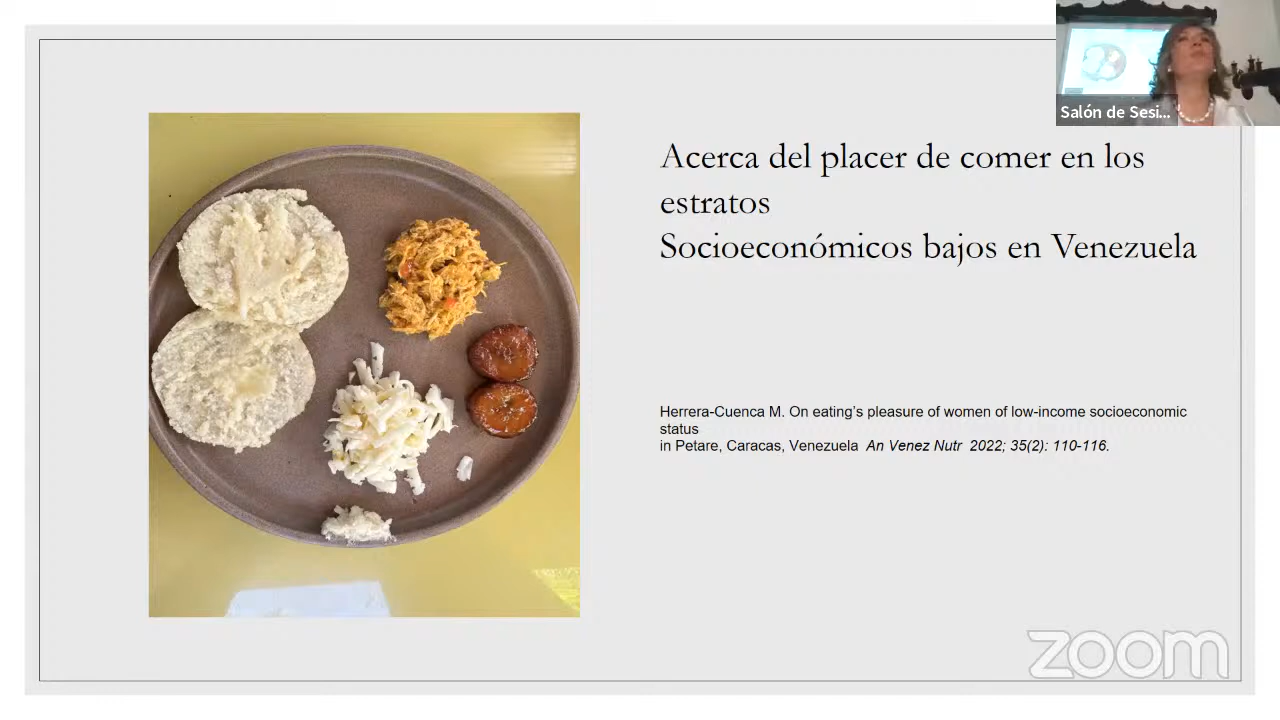 Salón de Sesi...
Acerca del placer de comer en los
estratos
Socioeconómicos bajos en Venezuela
Herrera-Cuenca M. On eating's pleasure of women of low-income socioeconomic
status
in Petare, Caracas, Venezuela An Venez Nutr 2022; 35(2): 110-116.
zoom